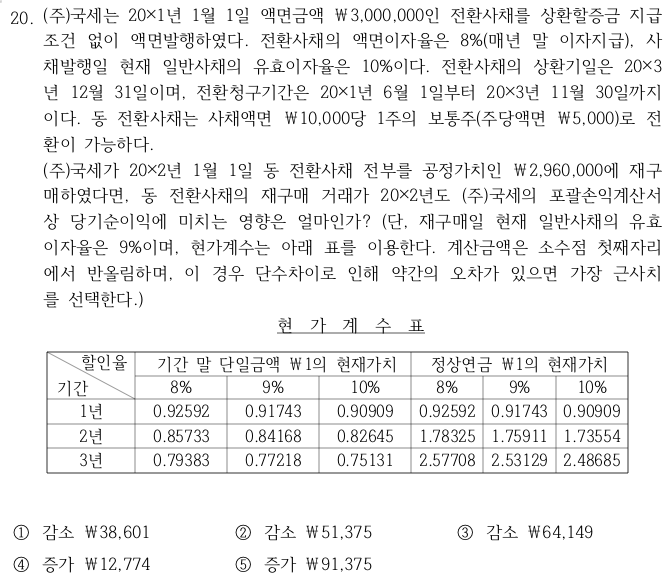 20. (주)국세는 20×1년 1월 1일 액면금액 ₩3,000,000인 전환사채를 상환할증금 지급
조건 없이 액면발행하였다. 전환사채의 액면이자율은 8%(매년 말 이자지급), 사
채발행일 현재 일반사채의 유효이자율은 10%이다. 전환사채의 상환기일은 20×3
년 12월 31일이며, 전환청구기간은 20×1년 6월 1일부터 20×3년 11월 30일까지
이다. 동 전환사채는 사채액면 ₩10,000당 1주의 보통주(주당액면 ₩5,000)로 전
환이 가능하다.
(주)국세가 20×2년 1월 1일 동 전환사채 전부를 공정가치인 ₩2,960,000에 재구
매하였다면, 동 전환사채의 재구매 거래가 20×2년도 (주)국세의 포괄손익계산서
상 당기순이익에 미치는 영향은 얼마인가? (단, 재구매일 현재 일반사채의 유효
이자율은 9%이며, 현가계수는 아래 표를 이용한다. 계산금액은 소수점 첫째자리
에서 반올림하며, 이 경우 단수차이로 인해 약간의 오차가 있으면 가장 근사치
를 선택한다.)
현 가 계 수 표
할인율 기간 말 단일금액 ₩1의 현재가치 정상연금 ₩1의 현재가치
기간 8% 9% 10% 8% 9% 10%
1년 0.92592 0.91743 0.90909 0.92592 0.91743 0.90909
2년 0.85733 0.84168 0.82645 1.78325 1.75911 1.73554
3년 0.79383 0.77218 0.75131 2.57708 2.53129 2.48685
① 감소 ₩38,601 ② 감소 ₩51,375 ③ 감소 ₩64,149
④ 증가 ₩12,774 ⑤ 증가 ₩91,375